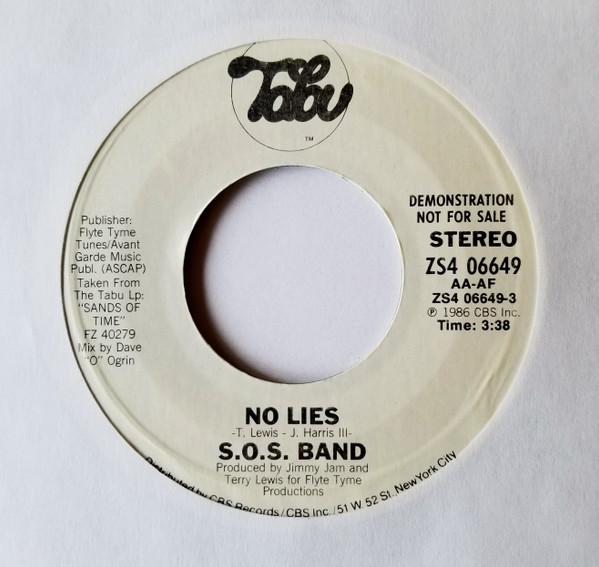 Tabu
™
DEMONSTRATION
NOT FOR SALE
STEREO
ZS4 06649
AA-AF
ZS4 06649-3
℗ 1986 CBS Inc.
Time: 3:38
Publisher:
Flyte Tyme
Tunes/Avant
Garde Music
Publ. (ASCAP)
Taken From
The Tabu Lp:
"SANDS OF
TIME"
FZ 40279
Mix by Dave
"O" Ogrin
NO LIES
-T. Lewis - J. Harris III-
S.O.S. BAND
Produced by Jimmy Jam and
Terry Lewis for Flyte Tyme
Productions
Distributed by CBS Records/CBS Inc./51 W. 52 St. New York City